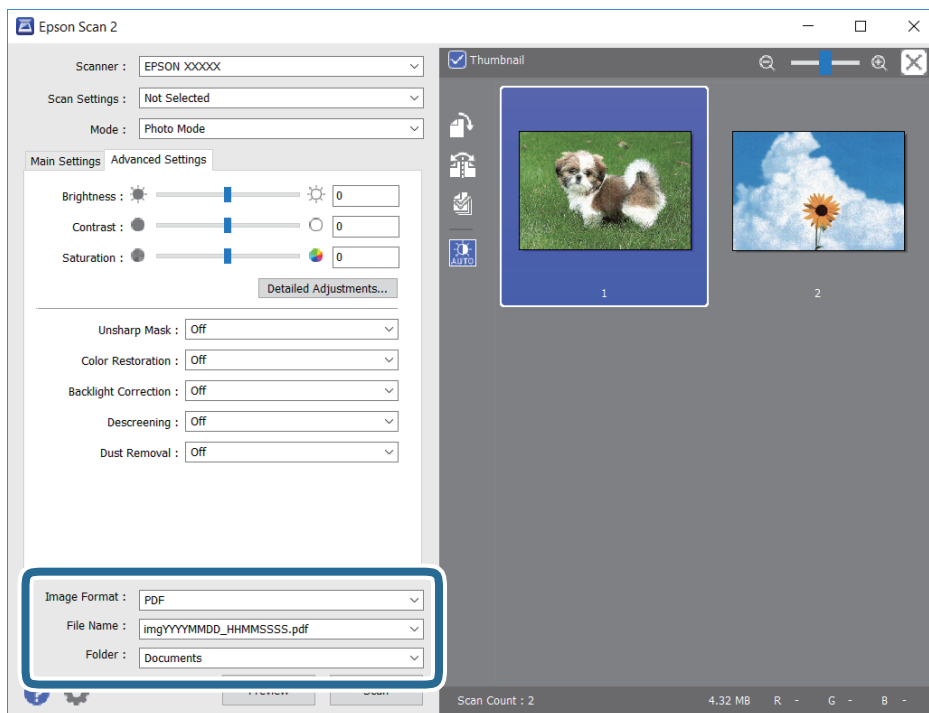 Epson Scan 2
Scanner : EPSON XXXXX
Scan Settings : Not Selected
Mode : Photo Mode
Main Settings Advanced Settings
Brightness : 0
Contrast : 0
Saturation : 0
Detailed Adjustments...
Unsharp Mask : Off
Color Restoration : Off
Backlight Correction : Off
Descreening : Off
Dust Removal : Off
Image Format : PDF
File Name : imgYYYYMMDD_HHMMSSSS.pdf
Folder : Documents
Preview Scan
Thumbnail
AUTO
1 2
Scan Count : 2 4.32 MB R - G - B -